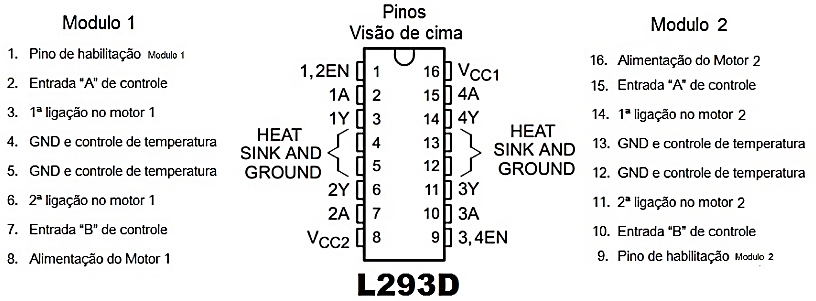 Modulo 1
1. Pino de habilitação Modulo 1
2. Entrada "A" de controle
3. 1ª ligação no motor 1
4. GND e controle de temperatura
5. GND e controle de temperatura
6. 2ª ligação no motor 1
7. Entrada "B" de controle
8. Alimentação do Motor 1
Pinos
Visão de cima
1,2EN 1 16 VCC1
1A 2 15 4A
1Y 3 14 4Y
HEAT
SINK AND
GROUND
4 13
5 12
HEAT
SINK AND
GROUND
2Y 6 11 3Y
2A 7 10 3A
VCC2 8 9 3,4EN
L293D
Modulo 2
16. Alimentação do Motor 2
15. Entrada "A" de controle
14. 1ª ligação no motor 2
13. GND e controle de temperatura
12. GND e controle de temperatura
11. 2ª ligação no motor 2
10. Entrada "B" de controle
9. Pino de habilitação Modulo 2